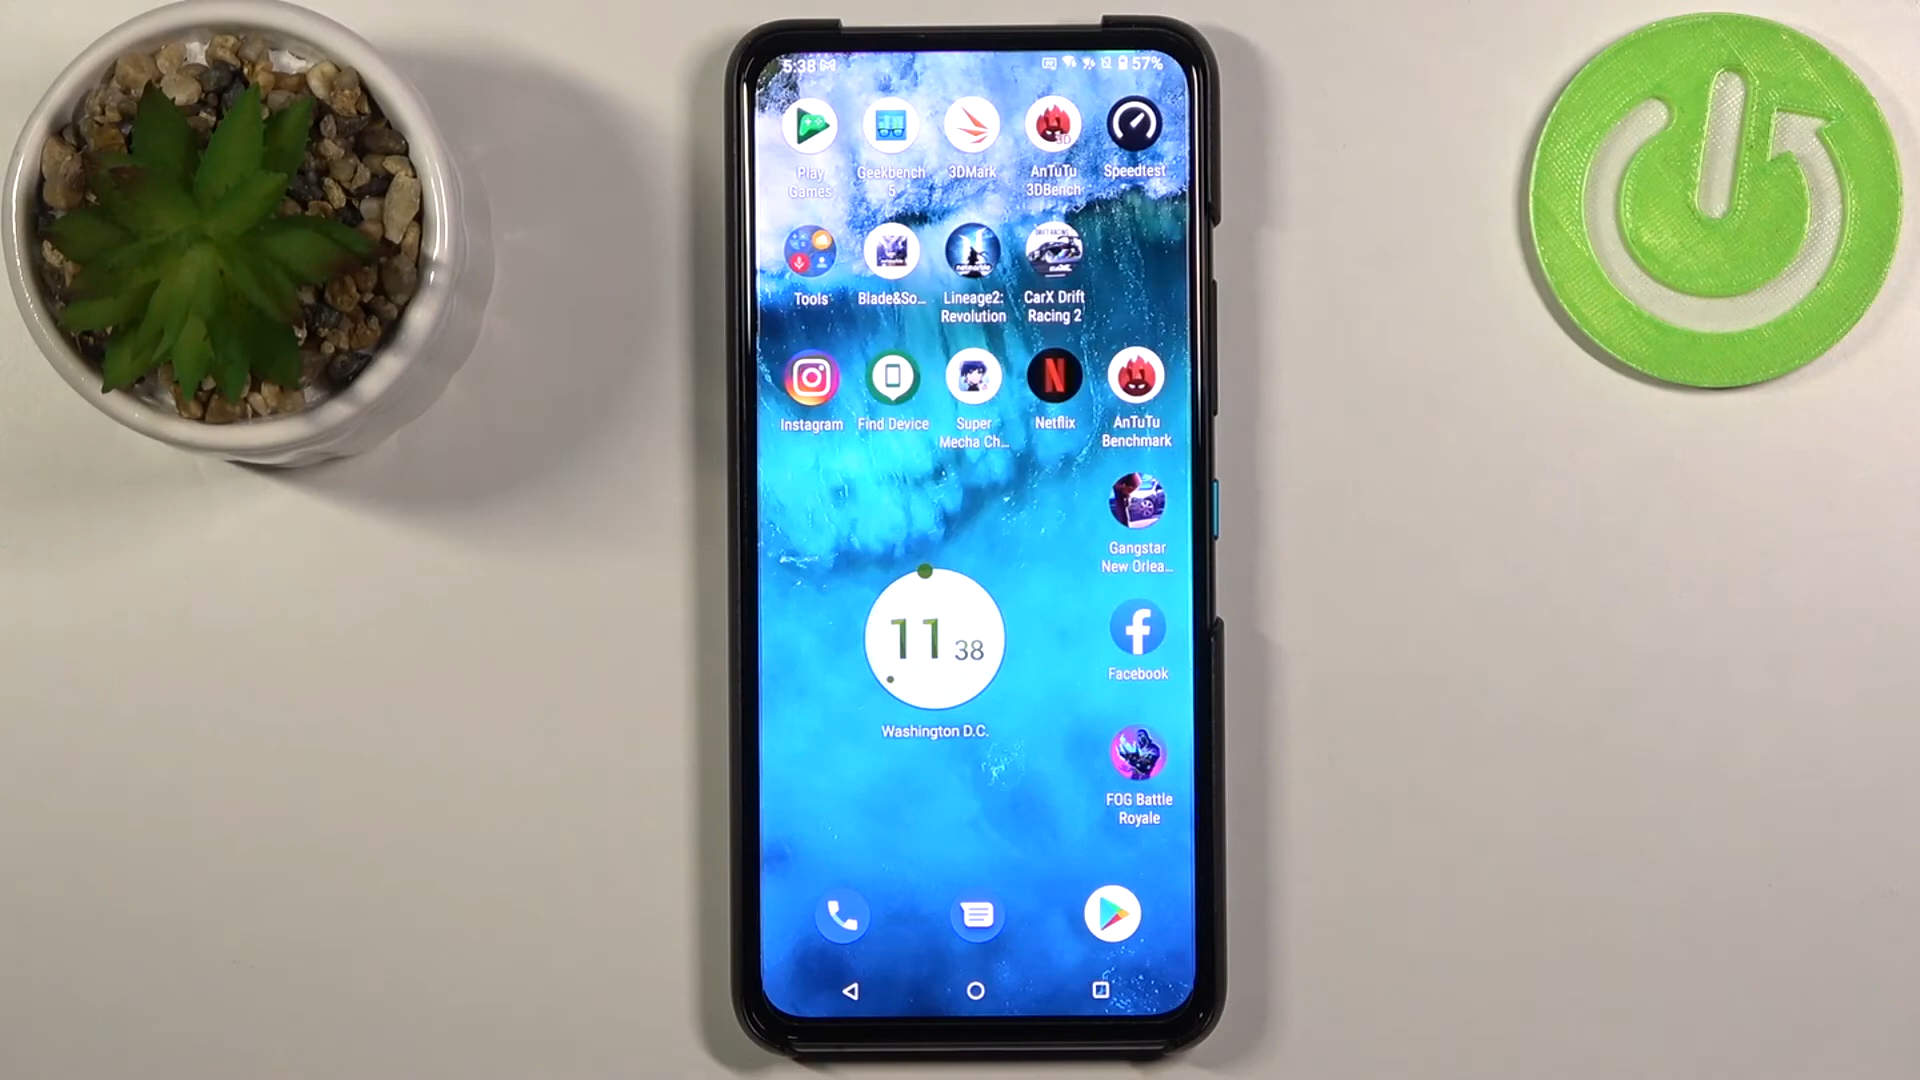 5:38
57%
Play Games
Geekbench 5
3DMark
AnTuTu 3DBench
Speedtest
Tools
Blade&So...
Lineage2: Revolution
CarX Drift Racing 2
Instagram
Find Device
Super Mecha Ch...
Netflix
AnTuTu Benchmark
Gangstar New Orlea...
11 38
Washington D.C.
Facebook
FOG Battle Royale